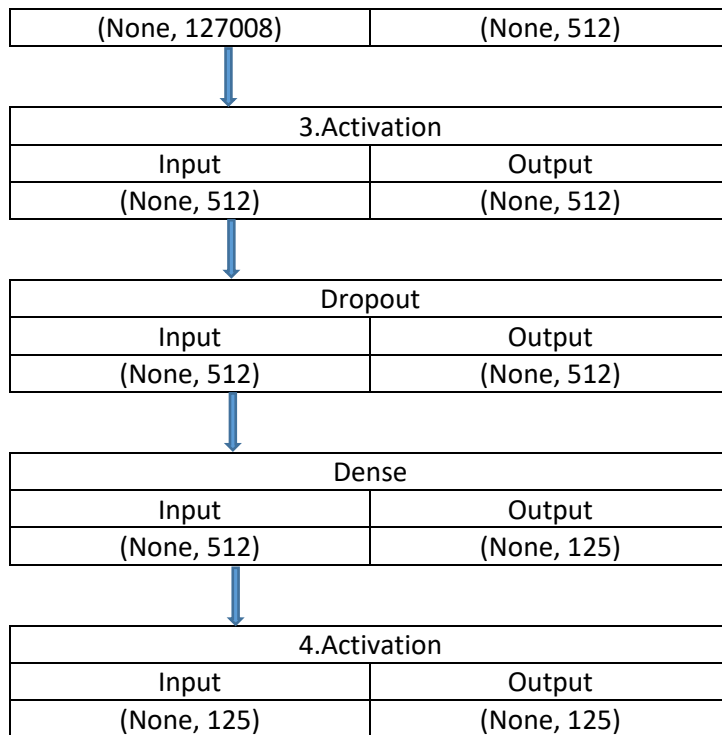 (None, 127008) (None, 512)
3.Activation
Input Output
(None, 512) (None, 512)
Dropout
Input Output
(None, 512) (None, 512)
Dense
Input Output
(None, 512) (None, 125)
4.Activation
Input Output
(None, 125) (None, 125)